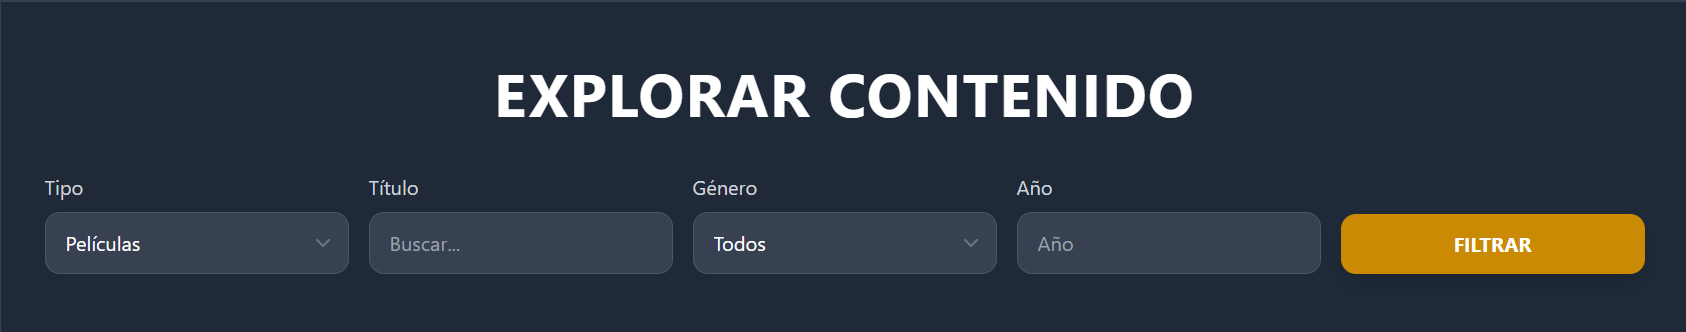 EXPLORAR CONTENIDO
Tipo
Título
Género
Año
Películas
Buscar...
Todos
Año
FILTRAR